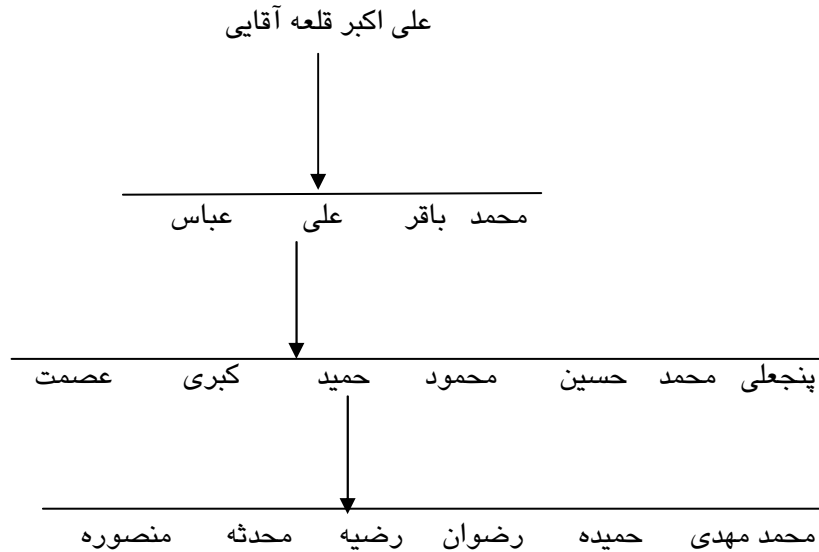 علی اکبر قلعه آقایی
محمد باقر علی عباس
پنجعلی محمد حسین محمود حمید کبری عصمت
محمد مهدی حمیده رضوان رضیه محدثه منصوره